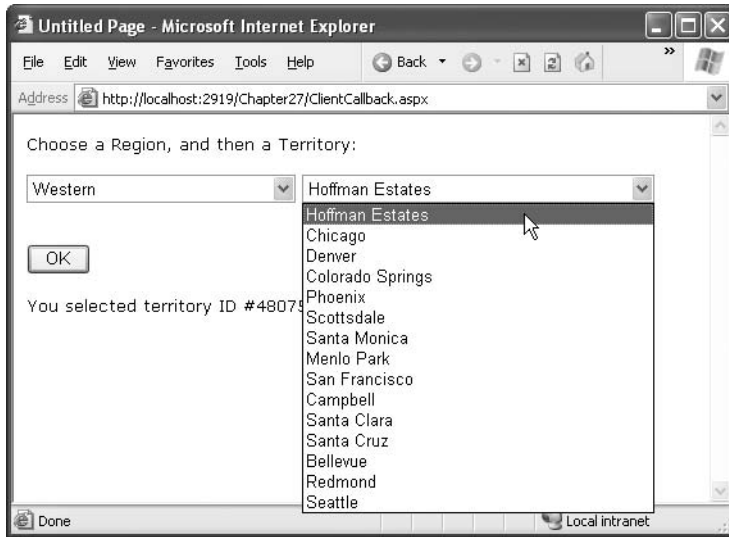 Untitled Page - Microsoft Internet Explorer
File Edit View Favorites Tools Help Back »
Address http://localhost:2919/Chapter27/ClientCallback.aspx
Choose a Region, and then a Territory:
Western Hoffman Estates
Hoffman Estates
Chicago
Denver
Colorado Springs
Phoenix
Scottsdale
Santa Monica
Menlo Park
San Francisco
Campbell
Santa Clara
Santa Cruz
Bellevue
Redmond
Seattle
OK
You selected territory ID #48075
Done Local intranet